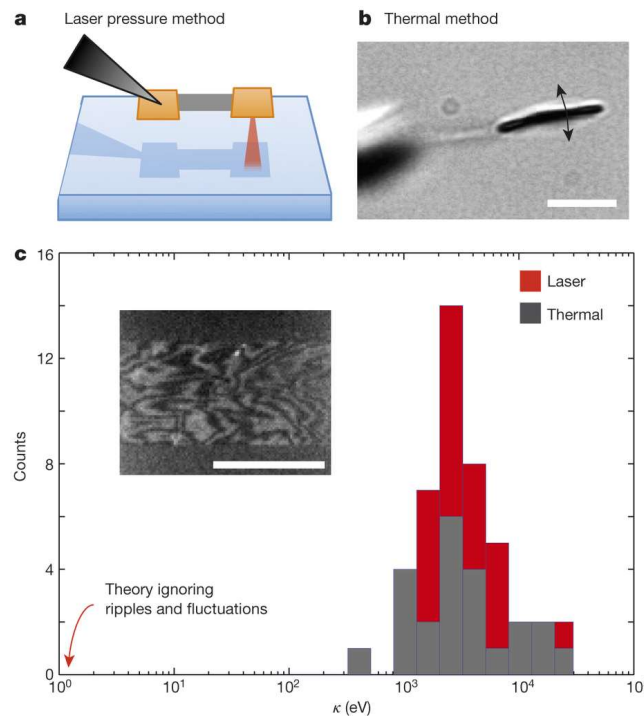 a Laser pressure method
b Thermal method
c
16
12
8
4
0
Counts
Laser
Thermal
Theory ignoring
ripples and fluctuations
10⁰ 10¹ 10² 10³ 10⁴ 10
κ (eV)